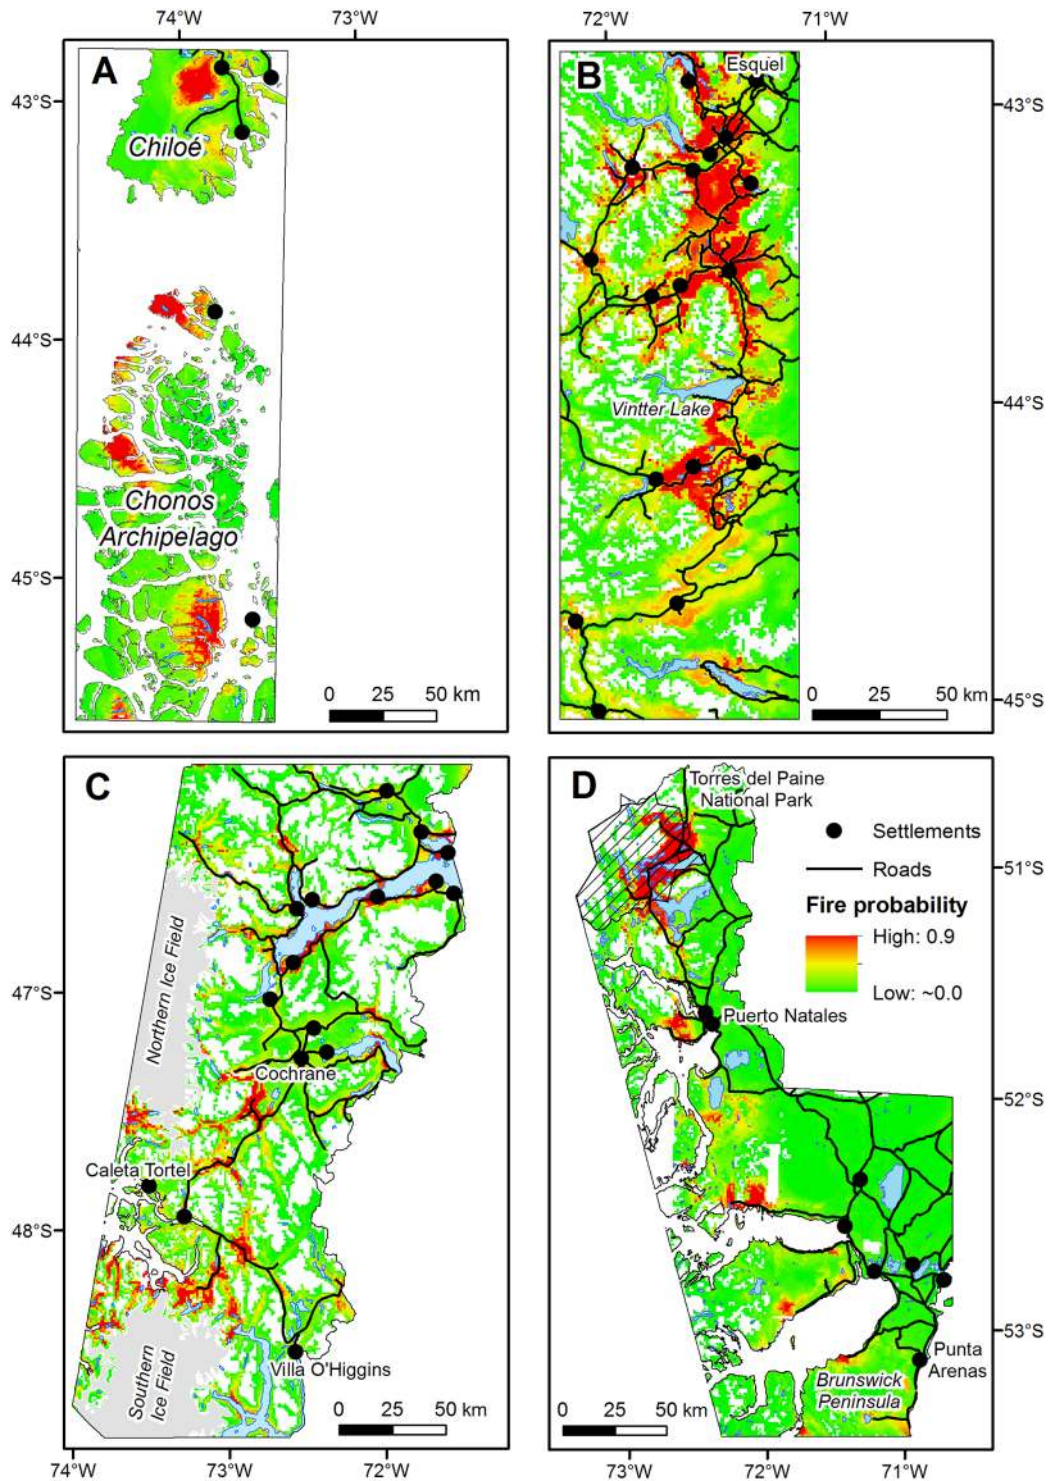 74°W
73°W
72°W
71°W
A
Chiloé
Chonos
Archipelago
43°S
44°S
45°S
0 25 50 km
B
Esquel
Vintter Lake
43°S
44°S
45°S
0 25 50 km
C
Northern Ice Field
Cochrane
Caleta Tortel
Villa O'Higgins
Southern
Ice Field
47°S
48°S
0 25 50 km
74°W
73°W
72°W
D
Torres del Paine
National Park
Settlements
Roads
Fire probability
High: 0.9
Low: ~0.0
Puerto Natales
Punta
Arenas
Brunswick
Peninsula
51°S
52°S
53°S
0 25 50 km
73°W
72°W
71°W